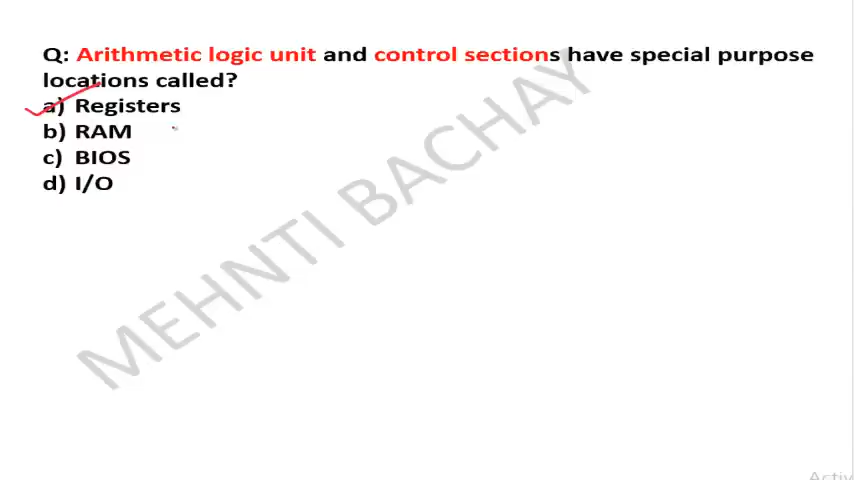 Q: Arithmetic logic unit and control sections have special purpose
locations called?
a) Registers
b) RAM
c) BIOS
d) I/O
MEHNTI BACHAY